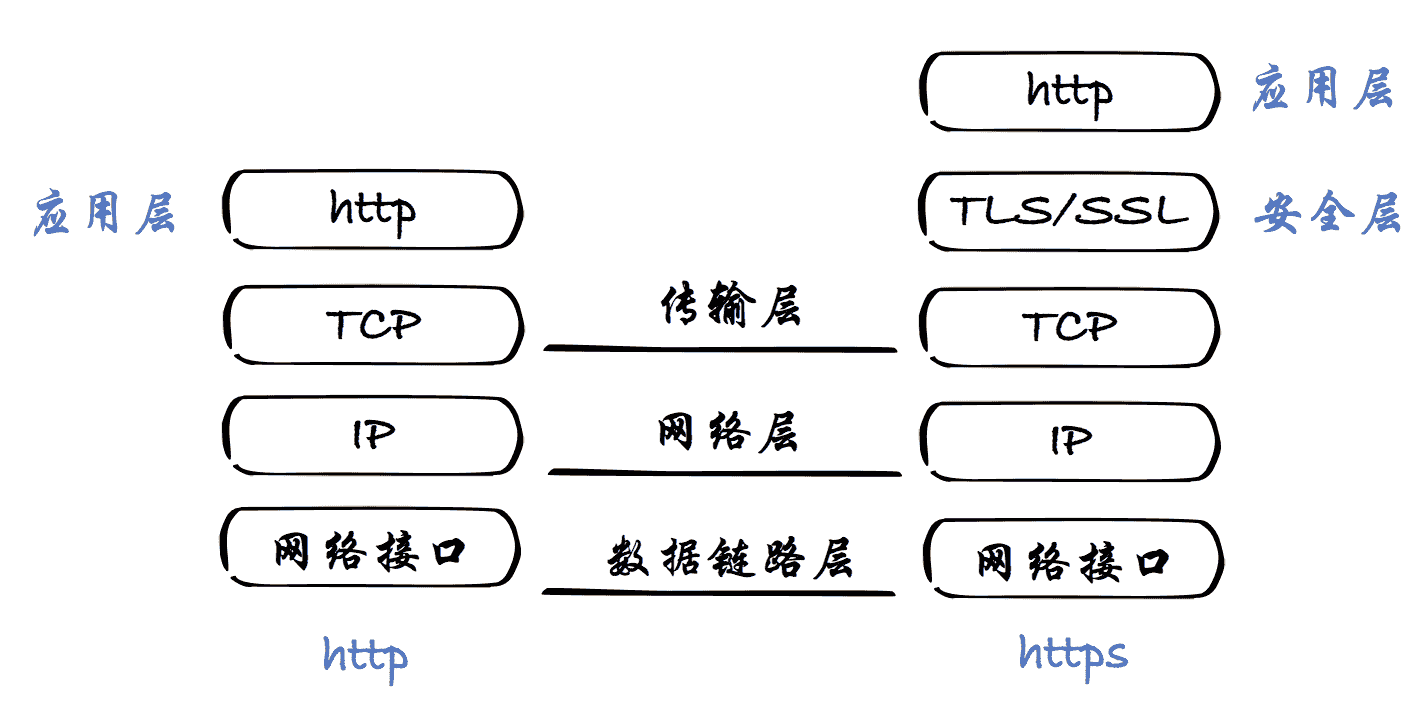 http 应用层
应用层 http TLS/SSL 安全层
TCP 传输层 TCP
IP 网络层 IP
网络接口 数据链路层 网络接口
http https